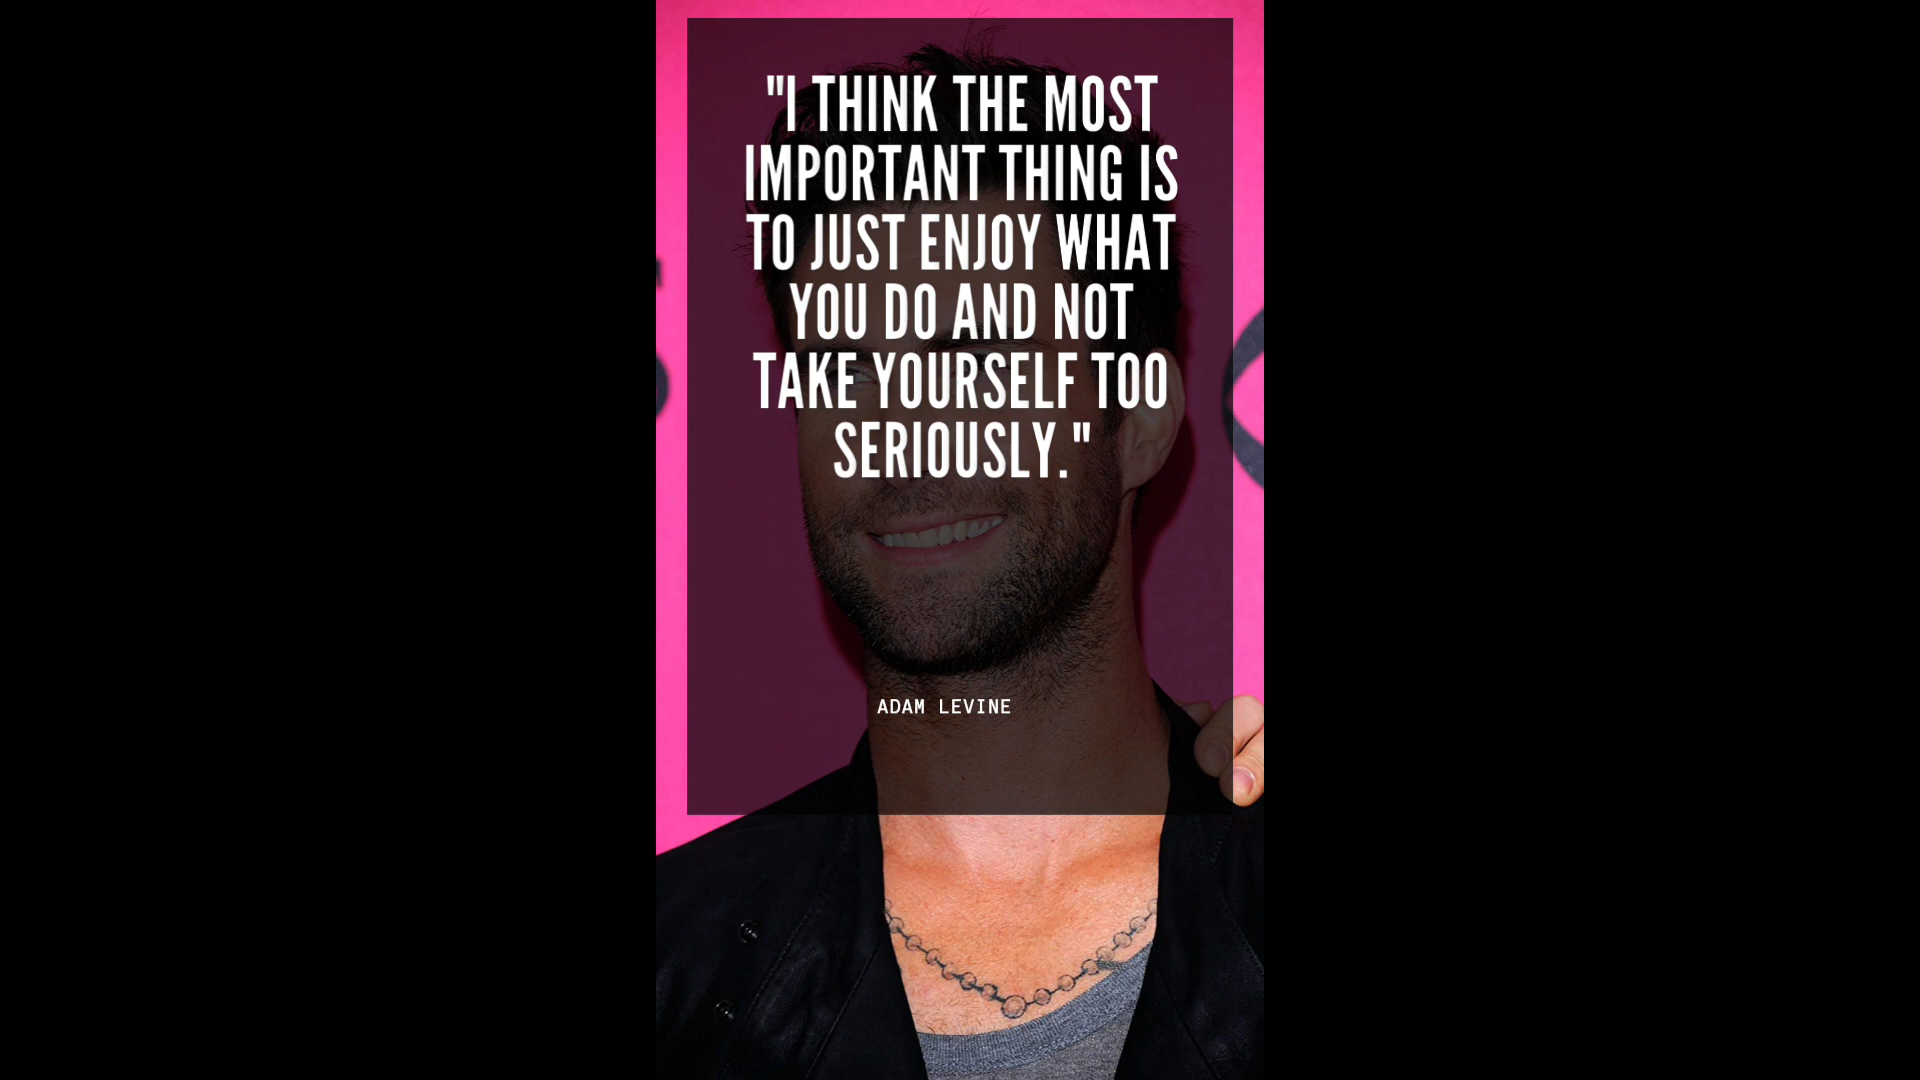 "I THINK THE MOST
IMPORTANT THING IS
TO JUST ENJOY WHAT
YOU DO AND NOT
TAKE YOURSELF TOO
SERIOUSLY."
ADAM LEVINE